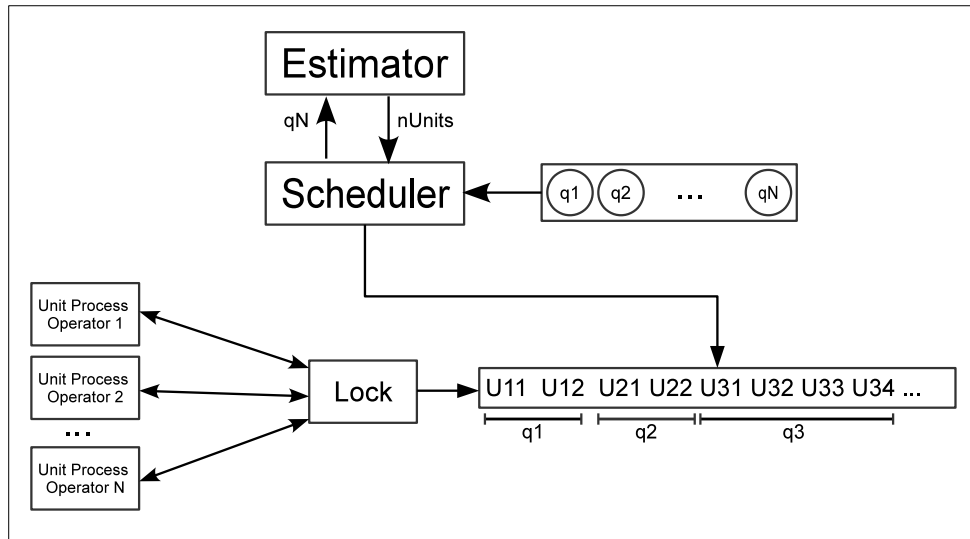 Estimator
qN nUnits
Scheduler
q1 q2 ... qN
Unit Process
Operator 1
Unit Process
Operator 2
...
Unit Process
Operator N
Lock
U11 U12 U21 U22 U31 U32 U33 U34 ...
q1 q2 q3